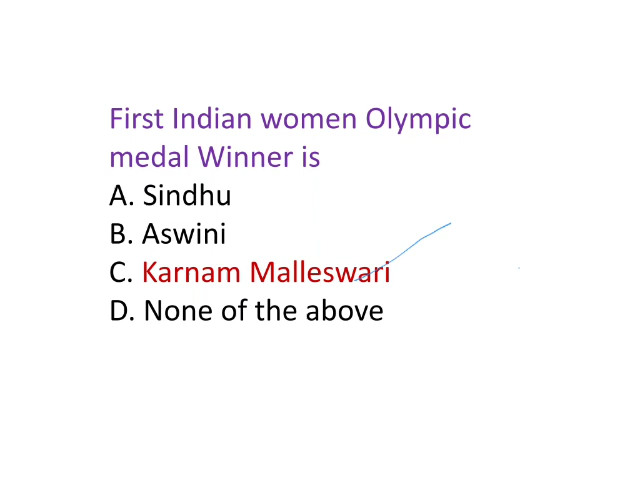 First Indian women Olympic
medal Winner is
A. Sindhu
B. Aswini
C. Karnam Malleswari
D. None of the above